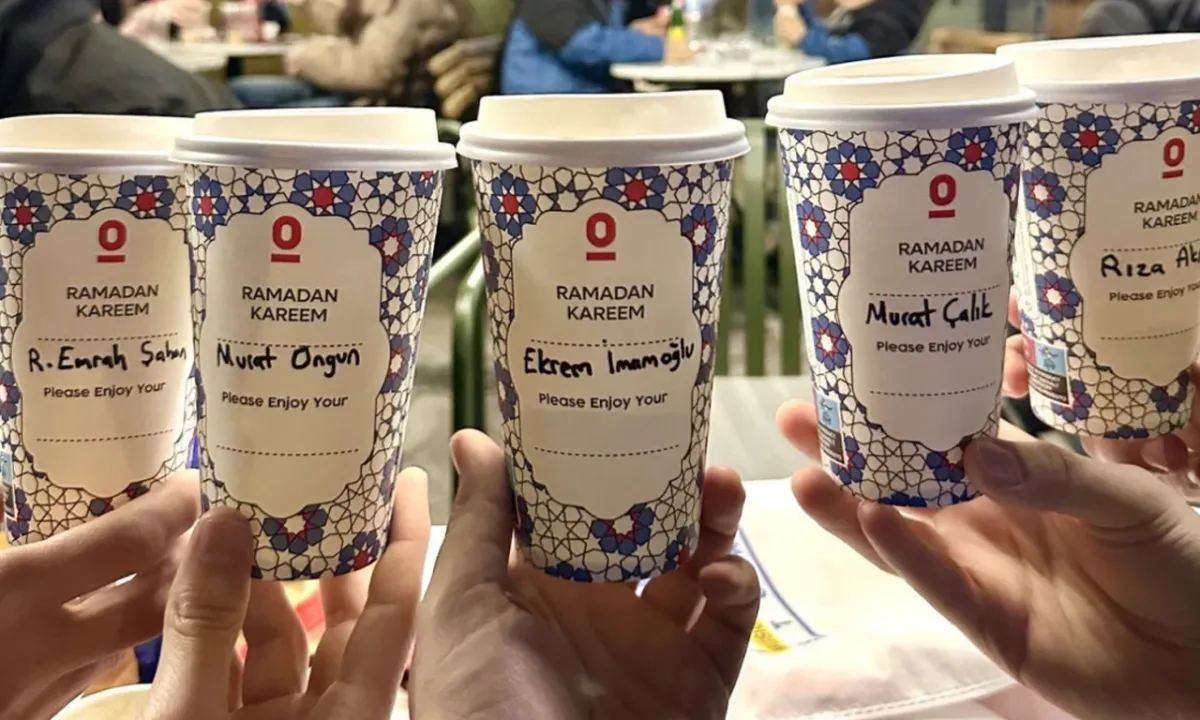 RAMADAN
KAREEM
R. Emrah Şahan
Please Enjoy Your
RAMADAN
KAREEM
Murat Ongun
Please Enjoy Your
RAMADAN
KAREEM
Ekrem İmamoğlu
Please Enjoy Your
RAMADAN
KAREEM
Murat Çalık
Please Enjoy Your
RAMADAN
KAREEM
Rıza
Please Enjoy